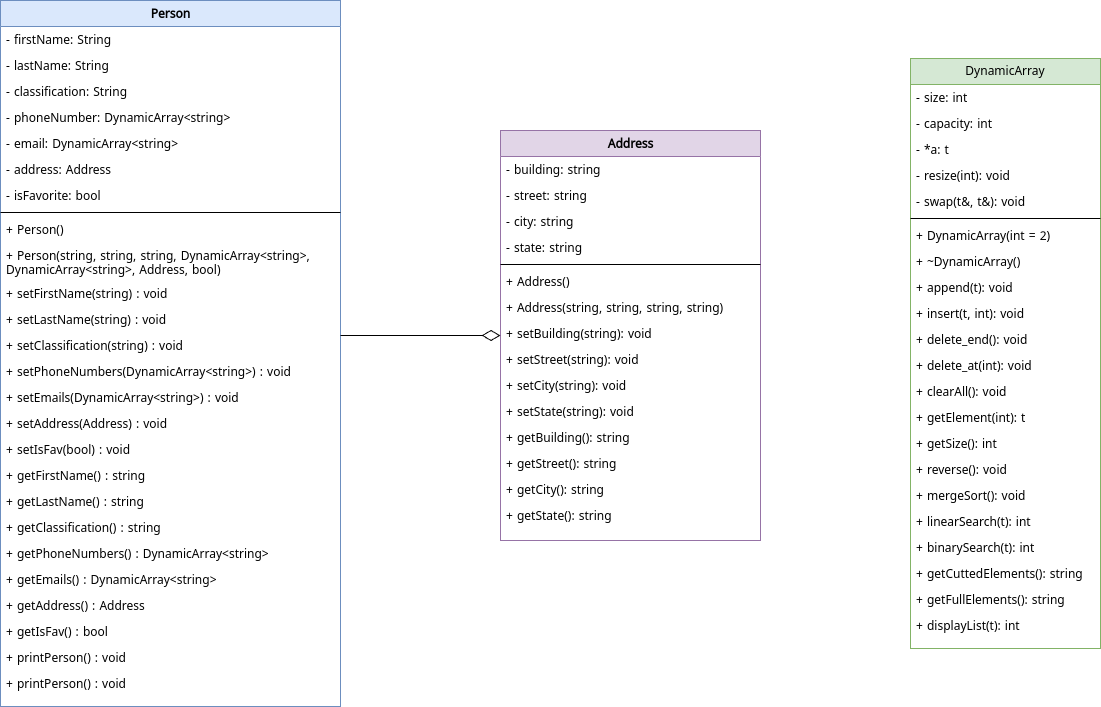 Person
- firstName: String
- lastName: String
- classification: String
- phoneNumber: DynamicArray<string>
- email: DynamicArray<string>
- address: Address
- isFavorite: bool
+ Person()
+ Person(string, string, string, DynamicArray<string>,
DynamicArray<string>, Address, bool)
+ setFirstName(string) : void
+ setLastName(string) : void
+ setClassification(string) : void
+ setPhoneNumbers(DynamicArray<string>) : void
+ setEmails(DynamicArray<string>) : void
+ setAddress(Address) : void
+ setIsFav(bool) : void
+ getFirstName() : string
+ getLastName() : string
+ getClassification() : string
+ getPhoneNumbers() : DynamicArray<string>
+ getEmails() : DynamicArray<string>
+ getAddress() : Address
+ getIsFav() : bool
+ printPerson() : void
+ printPerson() : void
Address
- building: string
- street: string
- city: string
- state: string
+ Address()
+ Address(string, string, string, string)
+ setBuilding(string): void
+ setStreet(string): void
+ setCity(string): void
+ setState(string): void
+ getBuilding(): string
+ getStreet(): string
+ getCity(): string
+ getState(): string
DynamicArray
- size: int
- capacity: int
- *a: t
- resize(int): void
- swap(t&, t&): void
+ DynamicArray(int = 2)
+ ~DynamicArray()
+ append(t): void
+ insert(t, int): void
+ delete_end(): void
+ delete_at(int): void
+ clearAll(): void
+ getElement(int): t
+ getSize(): int
+ reverse(): void
+ mergeSort(): void
+ linearSearch(t): int
+ binarySearch(t): int
+ getCuttedElements(): string
+ getFullElements(): string
+ displayList(t): int